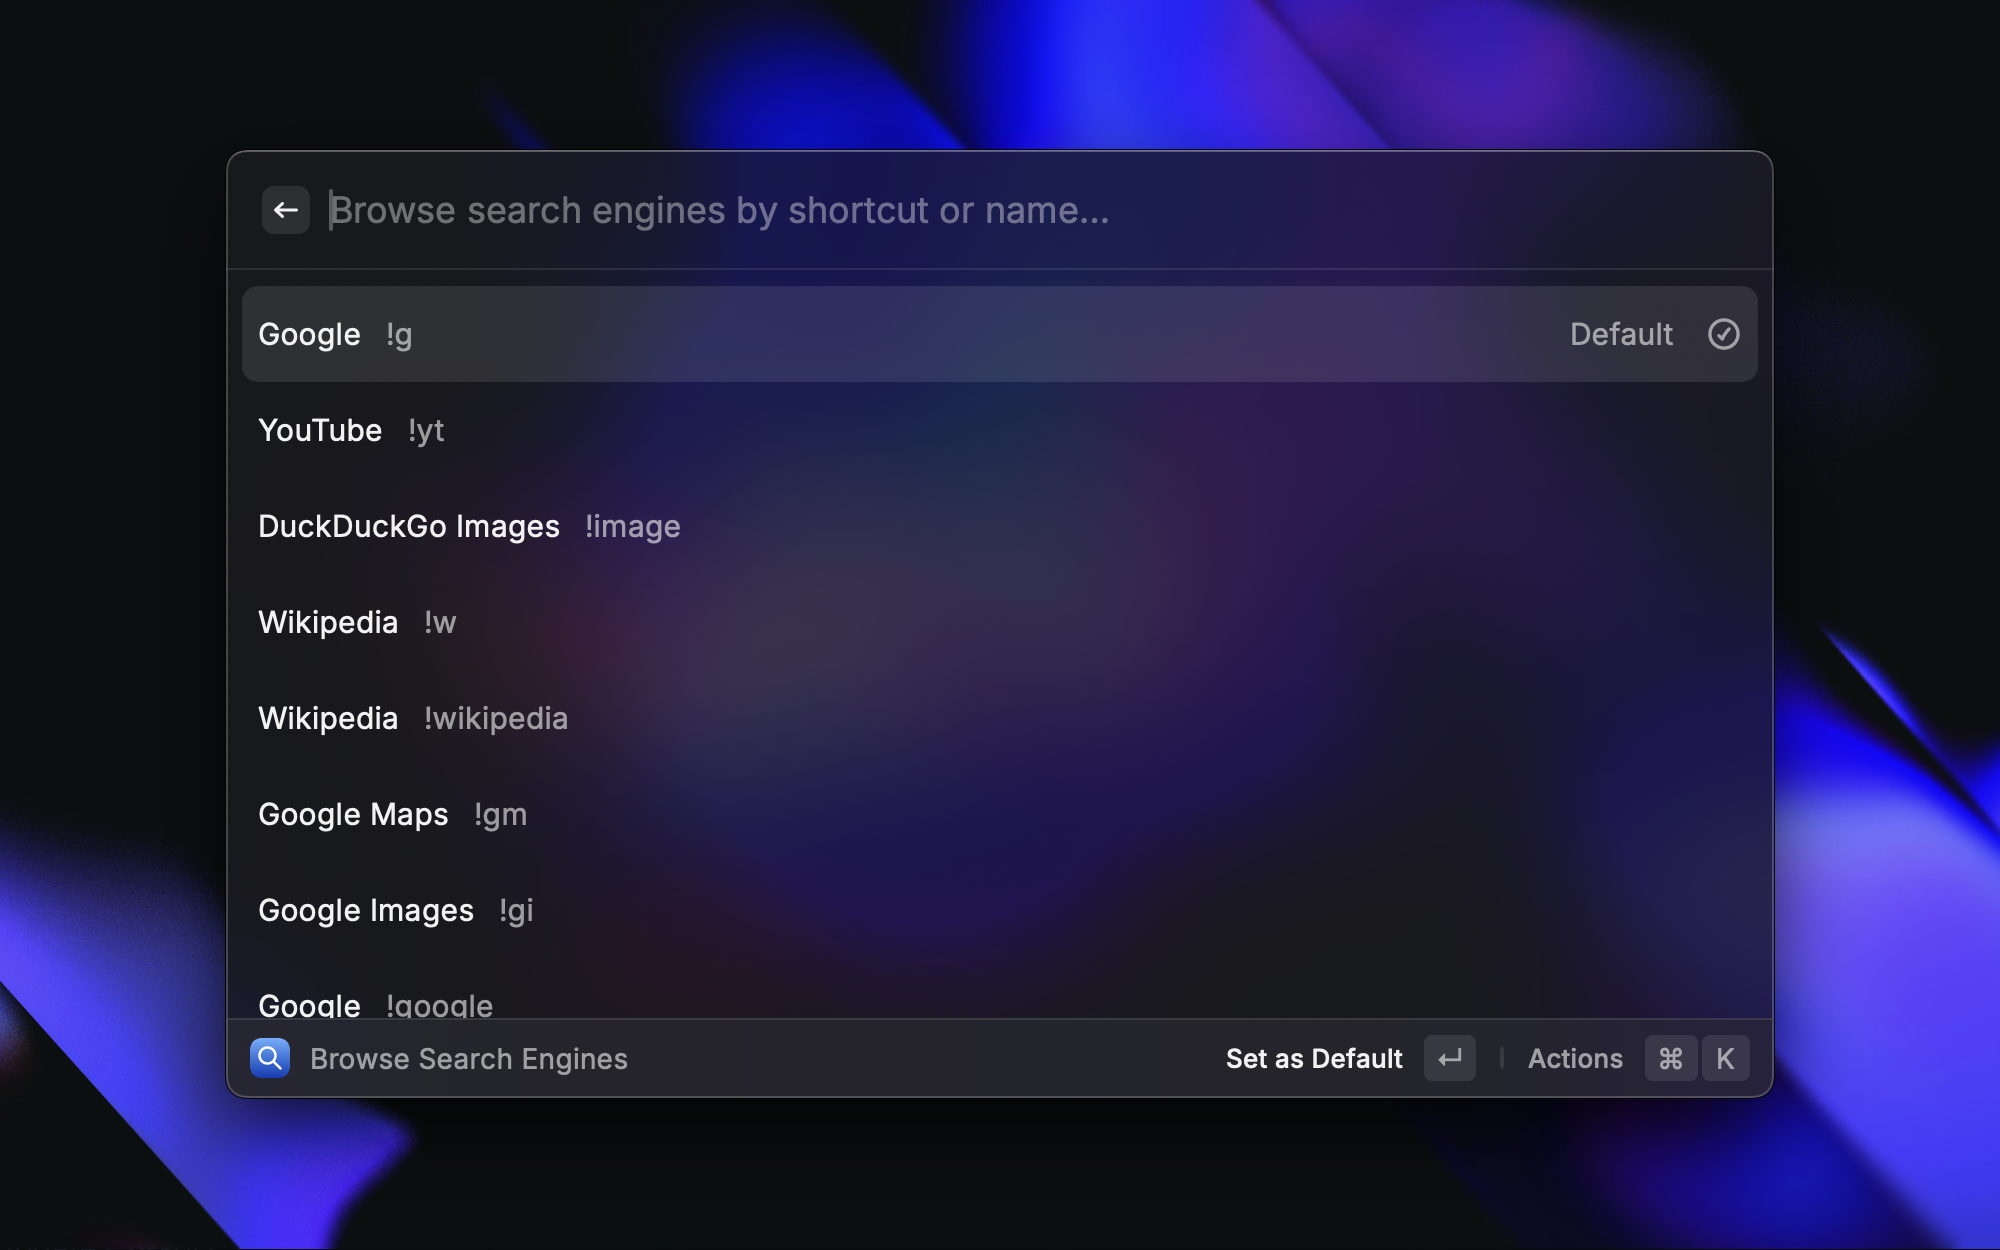 Browse search engines by shortcut or name...
Google !g Default
YouTube !yt
DuckDuckGo Images !image
Wikipedia !w
Wikipedia !wikipedia
Google Maps !gm
Google Images !gi
Google !google
Browse Search Engines Set as Default ↵ Actions ⌘ K